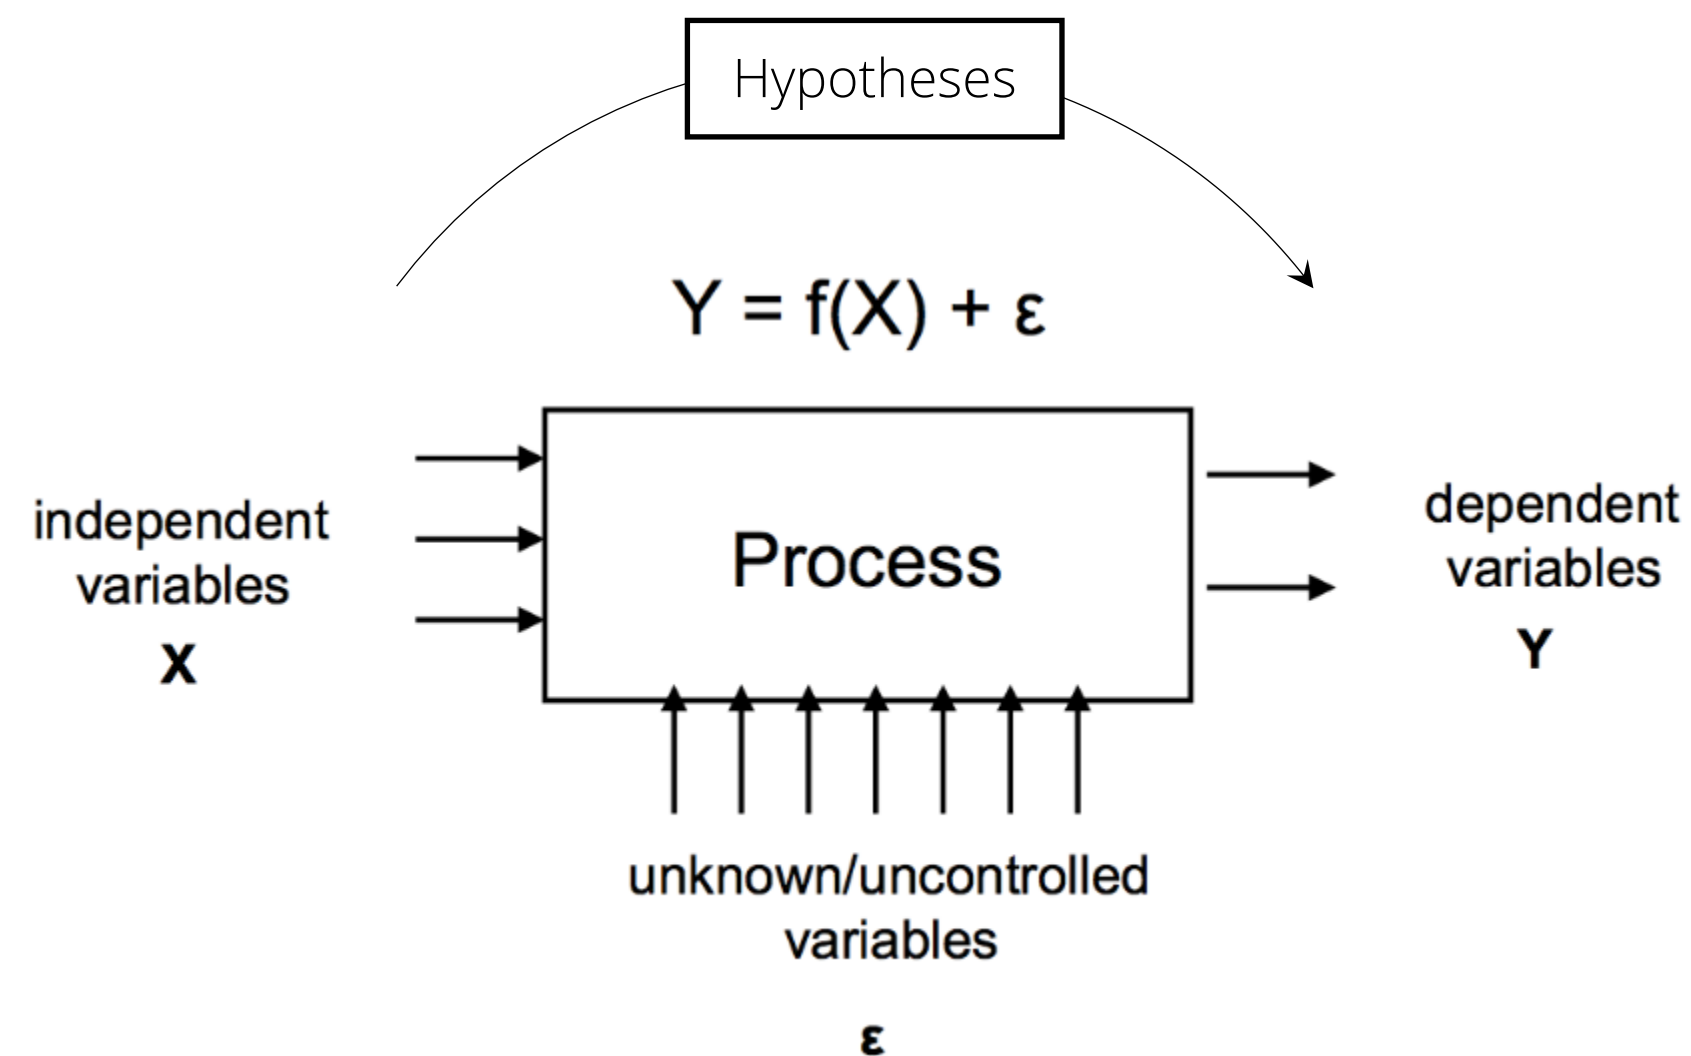 Hypotheses
Y = f(X) + ε
independent
variables
X
Process
dependent
variables
Y
unknown/uncontrolled
variables
ε